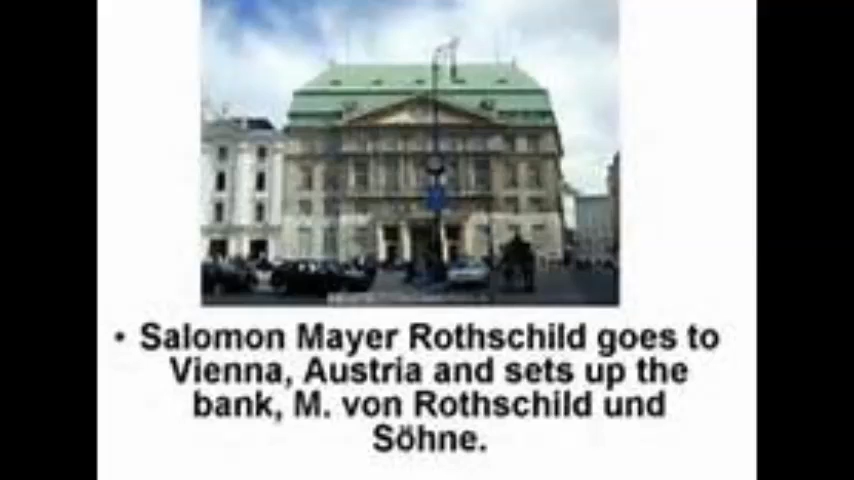 • Salomon Mayer Rothschild goes to
Vienna, Austria and sets up the
bank, M. von Rothschild und
Söhne.